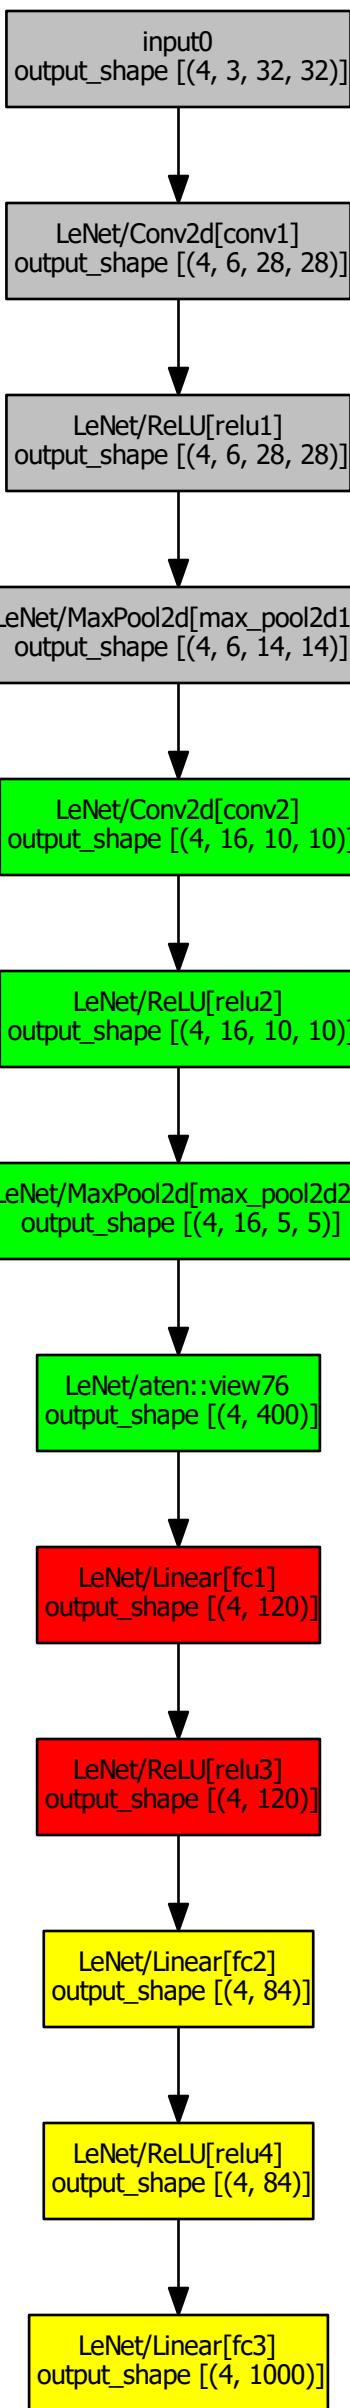 input0
output_shape [(4, 3, 32, 32)]
LeNet/Conv2d[conv1]
output_shape [(4, 6, 28, 28)]
LeNet/ReLU[relu1]
output_shape [(4, 6, 28, 28)]
LeNet/MaxPool2d[max_pool2d1
output_shape [(4, 6, 14, 14)]
LeNet/Conv2d[conv2]
output_shape [(4, 16, 10, 10)]
LeNet/ReLU[relu2]
output_shape [(4, 16, 10, 10)]
LeNet/MaxPool2d[max_pool2d2
output_shape [(4, 16, 5, 5)]
LeNet/aten::view76
output_shape [(4, 400)]
LeNet/Linear[fc1]
output_shape [(4, 120)]
LeNet/ReLU[relu3]
output_shape [(4, 120)]
LeNet/Linear[fc2]
output_shape [(4, 84)]
LeNet/ReLU[relu4]
output_shape [(4, 84)]
LeNet/Linear[fc3]
output_shape [(4, 1000)]